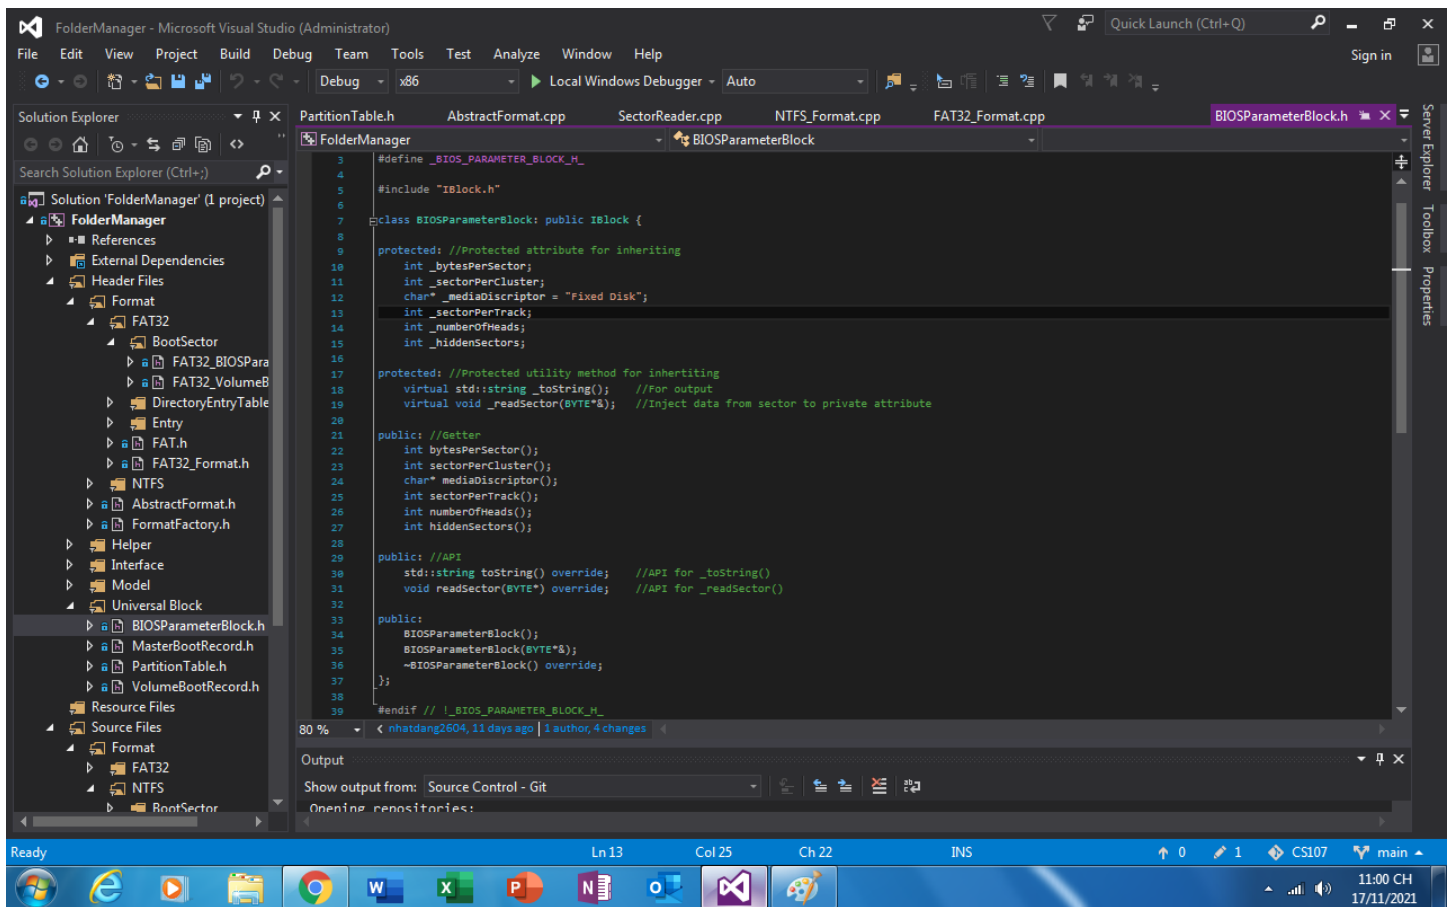 FolderManager - Microsoft Visual Studio (Administrator)
Quick Launch (Ctrl+Q)
File Edit View Project Build Debug Team Tools Test Analyze Window Help
Sign in
Debug x86 Local Windows Debugger Auto
Solution Explorer
Search Solution Explorer (Ctrl+;)
Solution 'FolderManager' (1 project)
FolderManager
References
External Dependencies
Header Files
Format
FAT32
BootSector
FAT32_BIOSPara
FAT32_VolumeB
DirectoryEntryTable
Entry
FAT.h
FAT32_Format.h
NTFS
AbstractFormat.h
FormatFactory.h
Helper
Interface
Model
Universal Block
BIOSParameterBlock.h
MasterBootRecord.h
PartitionTable.h
VolumeBootRecord.h
Resource Files
Source Files
Format
FAT32
NTFS
BootSector
PartitionTable.h AbstractFormat.cpp SectorReader.cpp NTFS_Format.cpp FAT32_Format.cpp BIOSParameterBlock.h
FolderManager BIOSParameterBlock
3 #define _BIOS_PARAMETER_BLOCK_H_
4
5 #include "IBlock.h"
6
7 class BIOSParameterBlock: public IBlock {
8
9 protected: //Protected attribute for inheriting
10 int _bytesPerSector;
11 int _sectorPerCluster;
12 char* _mediaDiscriptor = "Fixed Disk";
13 int _sectorPerTrack;
14 int _numberOfHeads;
15 int _hiddenSectors;
16
17 protected: //Protected utility method for inhertiting
18 virtual std::string _toString(); //For output
19 virtual void _readSector(BYTE*&); //Inject data from sector to private attribute
20
21 public: //Getter
22 int bytesPerSector();
23 int sectorPerCluster();
24 char* mediaDiscriptor();
25 int sectorPerTrack();
26 int numberOfHeads();
27 int hiddenSectors();
28
29 public: //API
30 std::string toString() override; //API for _toString()
31 void readSector(BYTE*) override; //API for _readSector()
32
33 public:
34 BIOSParameterBlock();
35 BIOSParameterBlock(BYTE*&);
36 ~BIOSParameterBlock() override;
37 };
38
39 #endif // !_BIOS_PARAMETER_BLOCK_H_
80 % nhatdang2604, 11 days ago | 1 author, 4 changes
Output
Show output from: Source Control - Git
Opening repositories:
Server Explorer
Toolbox
Properties
Ready Ln 13 Col 25 Ch 22 INS 0 1 CS107 main
11:00 CH
17/11/2021